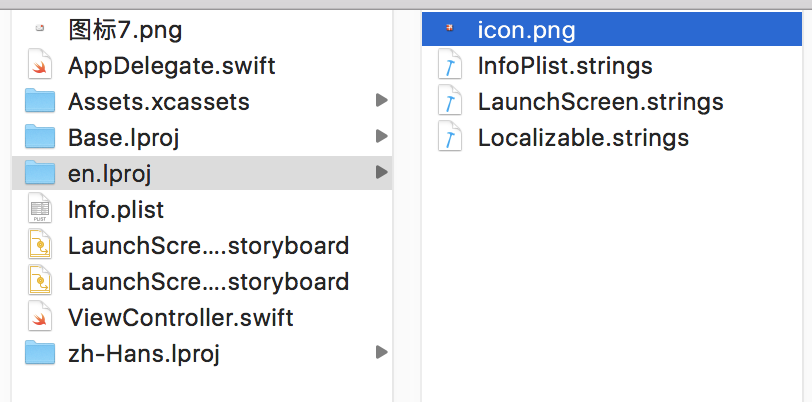 图标7.png
AppDelegate.swift
Assets.xcassets
Base.lproj
en.lproj
Info.plist
LaunchScre....storyboard
LaunchScre....storyboard
ViewController.swift
zh-Hans.lproj
icon.png
InfoPlist.strings
LaunchScreen.strings
Localizable.strings
PLIST